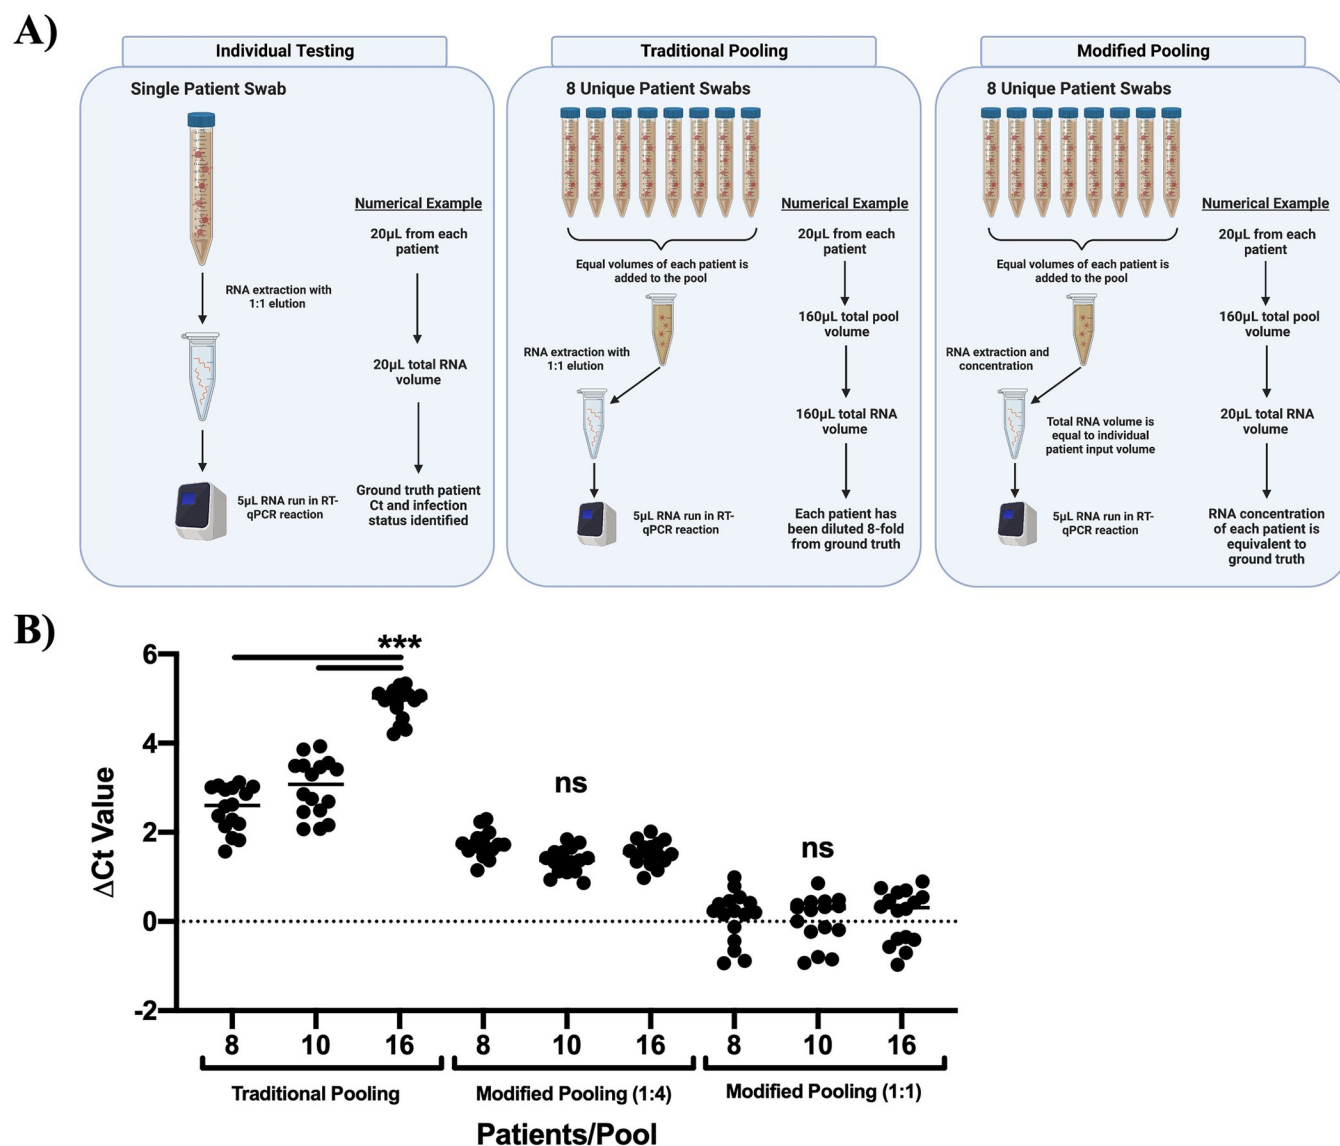 A)
Individual Testing
Single Patient Swab
RNA extraction with
1:1 elution
5µL RNA run in RT-
qPCR reaction
Numerical Example
20µL from each
patient
20µL total RNA
volume
Ground truth patient
Ct and infection
status identified
Traditional Pooling
8 Unique Patient Swabs
Equal volumes of each patient is
added to the pool
RNA extraction with
1:1 elution
5µL RNA run in RT-
qPCR reaction
Numerical Example
20µL from each
patient
160µL total pool
volume
160µL total RNA
volume
Each patient has
been diluted 8-fold
from ground truth
Modified Pooling
8 Unique Patient Swabs
Equal volumes of each patient is
added to the pool
RNA extraction and
concentration
Total RNA volume is
equal to individual
patient input volume
5µL RNA run in RT-
qPCR reaction
Numerical Example
20µL from each
patient
160µL total pool
volume
20µL total RNA
volume
RNA concentration
of each patient is
equivalent to
ground truth
B)
ΔCt Value
6
4
2
0
-2
***
ns
ns
8 10 16 8 10 16 8 10 16
Traditional Pooling Modified Pooling (1:4) Modified Pooling (1:1)
Patients/Pool